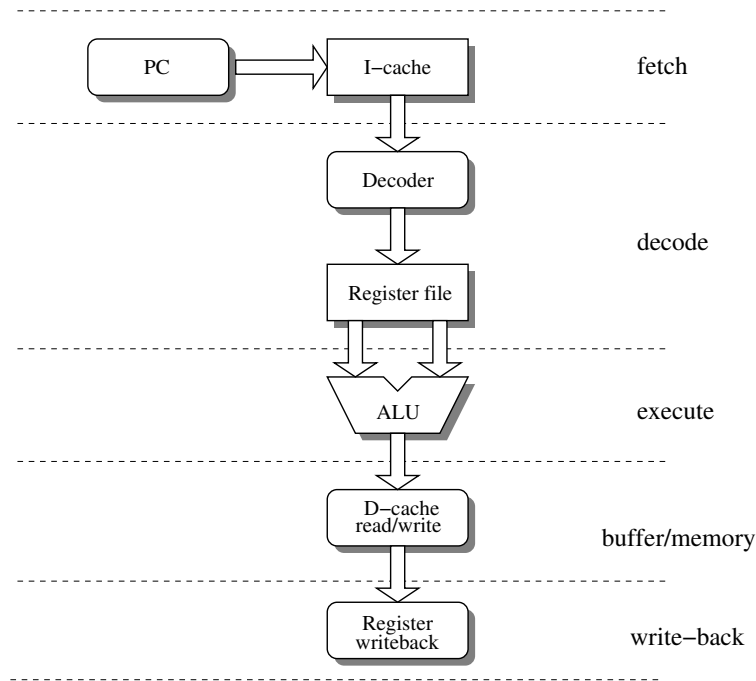 PC
I−cache
fetch
Decoder
decode
Register file
ALU
execute
D−cache
read/write
buffer/memory
Register
writeback
write−back